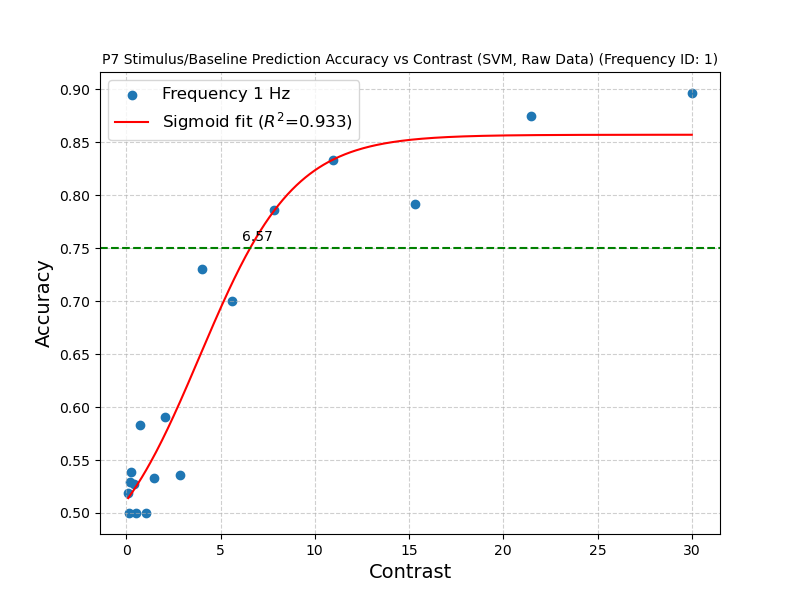 P7 Stimulus/Baseline Prediction Accuracy vs Contrast (SVM, Raw Data) (Frequency ID: 1)
Frequency 1 Hz
Sigmoid fit (R²=0.933)
0.90
0.85
0.80
0.75
0.70
0.65
0.60
0.55
0.50
6.57
Accuracy
0 5 10 15 20 25 30
Contrast